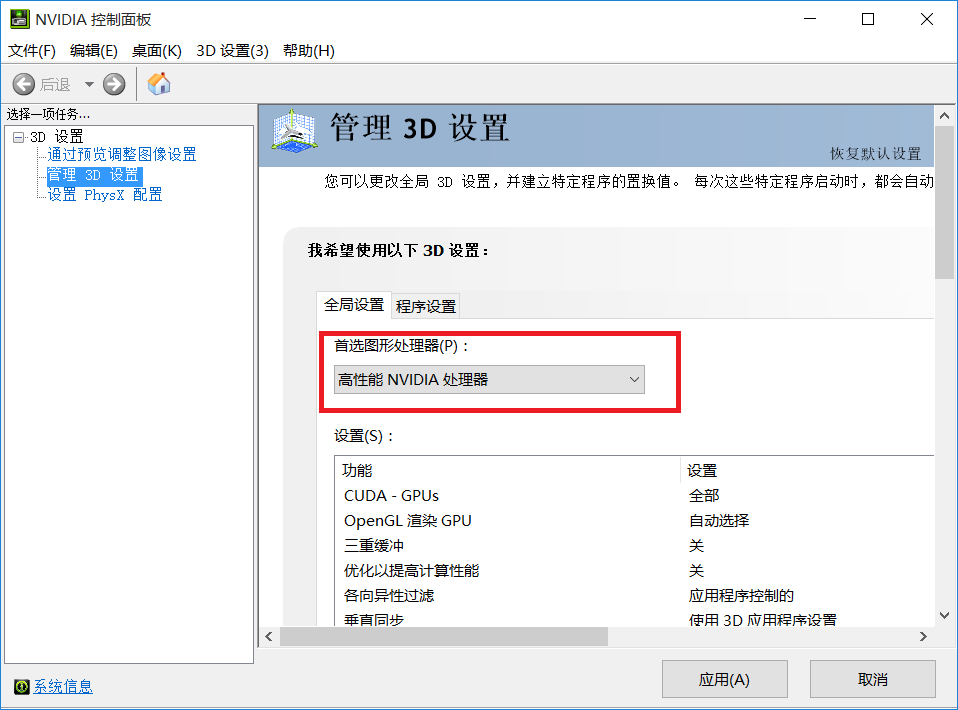 NVIDIA 控制面板
文件(F) 编辑(E) 桌面(K) 3D 设置(3) 帮助(H)
后退
选择一项任务...
3D 设置
通过预览调整图像设置
管理 3D 设置
设置 PhysX 配置
管理 3D 设置
恢复默认设置
您可以更改全局 3D 设置，并建立特定程序的置换值。 每次这些特定程序启动时，都会自动
我希望使用以下 3D 设置：
全局设置 程序设置
首选图形处理器(P)：
高性能 NVIDIA 处理器
设置(S)：
功能 设置
CUDA - GPUs 全部
OpenGL 渲染 GPU 自动选择
三重缓冲 关
优化以提高计算性能 关
各向异性过滤 应用程序控制的
垂直同步 使用 3D 应用程序设置
系统信息
应用(A) 取消